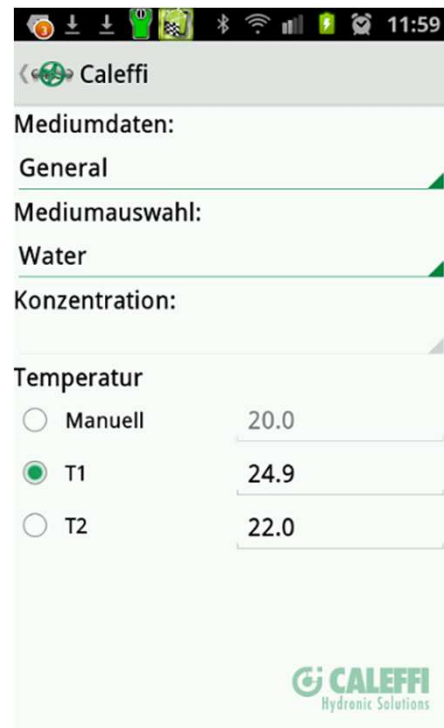 11:59
Caleffi
Mediumdaten:
General
Mediumauswahl:
Water
Konzentration:
Temperatur
Manuell 20.0
T1 24.9
T2 22.0
CALEFFI
Hydronic Solutions